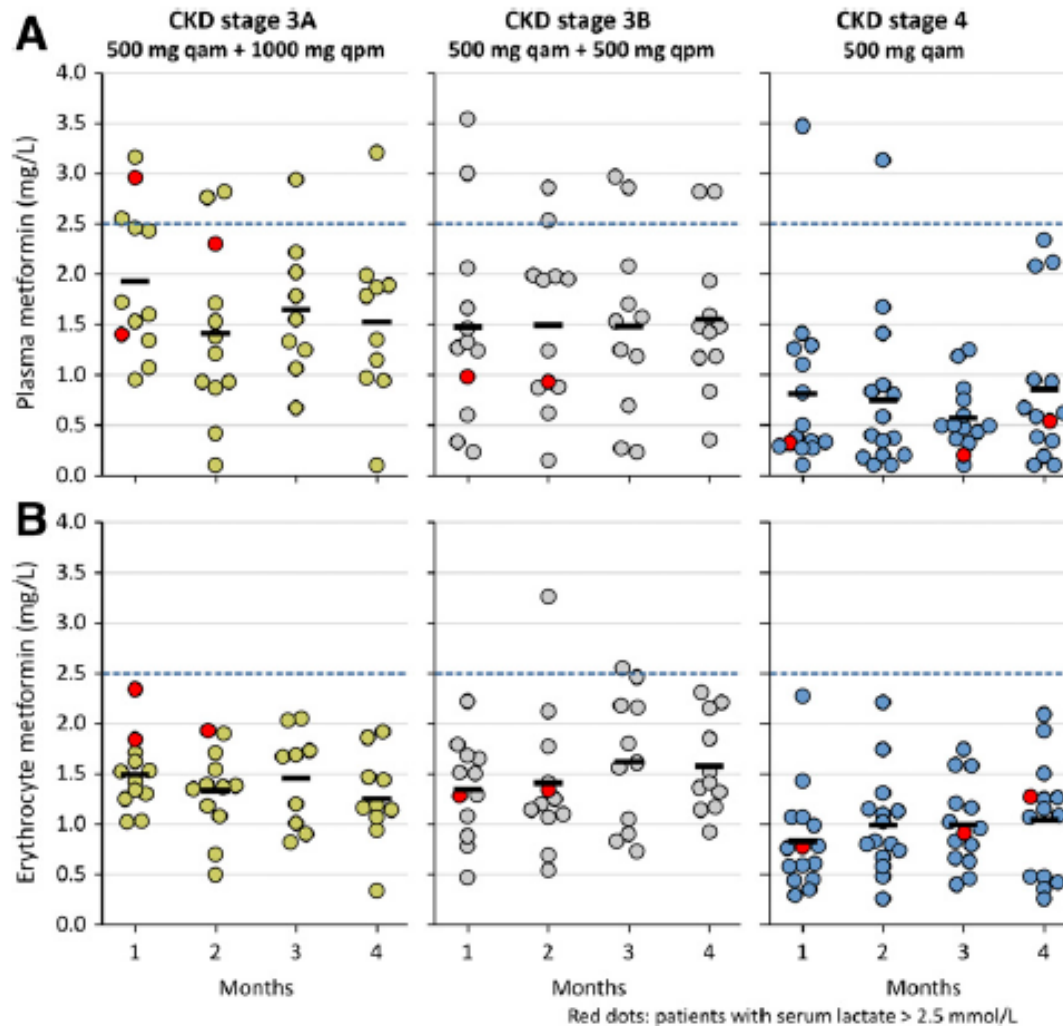 A
CKD stage 3A
500 mg qam + 1000 mg qpm
CKD stage 3B
500 mg qam + 500 mg qpm
CKD stage 4
500 mg qam
Plasma metformin (mg/L)
4.0
3.5
3.0
2.5
2.0
1.5
1.0
0.5
0.0
B
Erythrocyte metformin (mg/L)
4.0
3.5
3.0
2.5
2.0
1.5
1.0
0.5
0.0
1 2 3 4
1 2 3 4
1 2 3 4
Months
Months
Months
Red dots: patients with serum lactate > 2.5 mmol/L